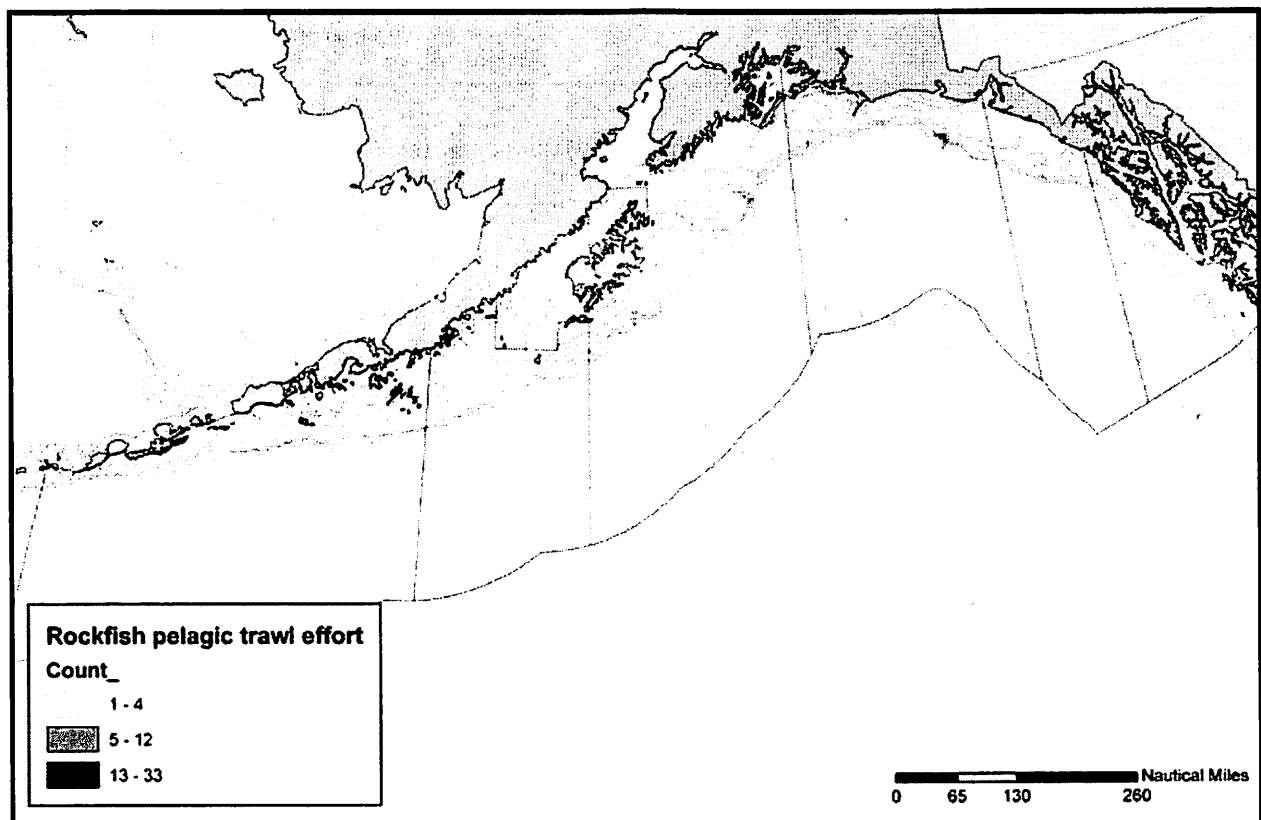 Rockfish pelagic trawl effort
Count_
1 - 4
5 - 12
13 - 33
Nautical Miles
0 65 130 260